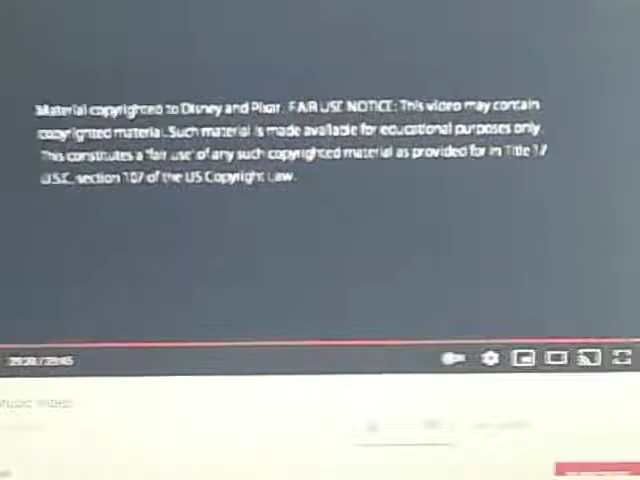 Material copyrighted to Disney and Pixar. FAIR USE NOTICE: This video may contain
copyrighted material. Such material is made available for educational purposes only.
This constitutes a 'fair use' of any such copyrighted material as provided for in Title 17
U.S.C. section 107 of the US Copyright Law.
Music Video